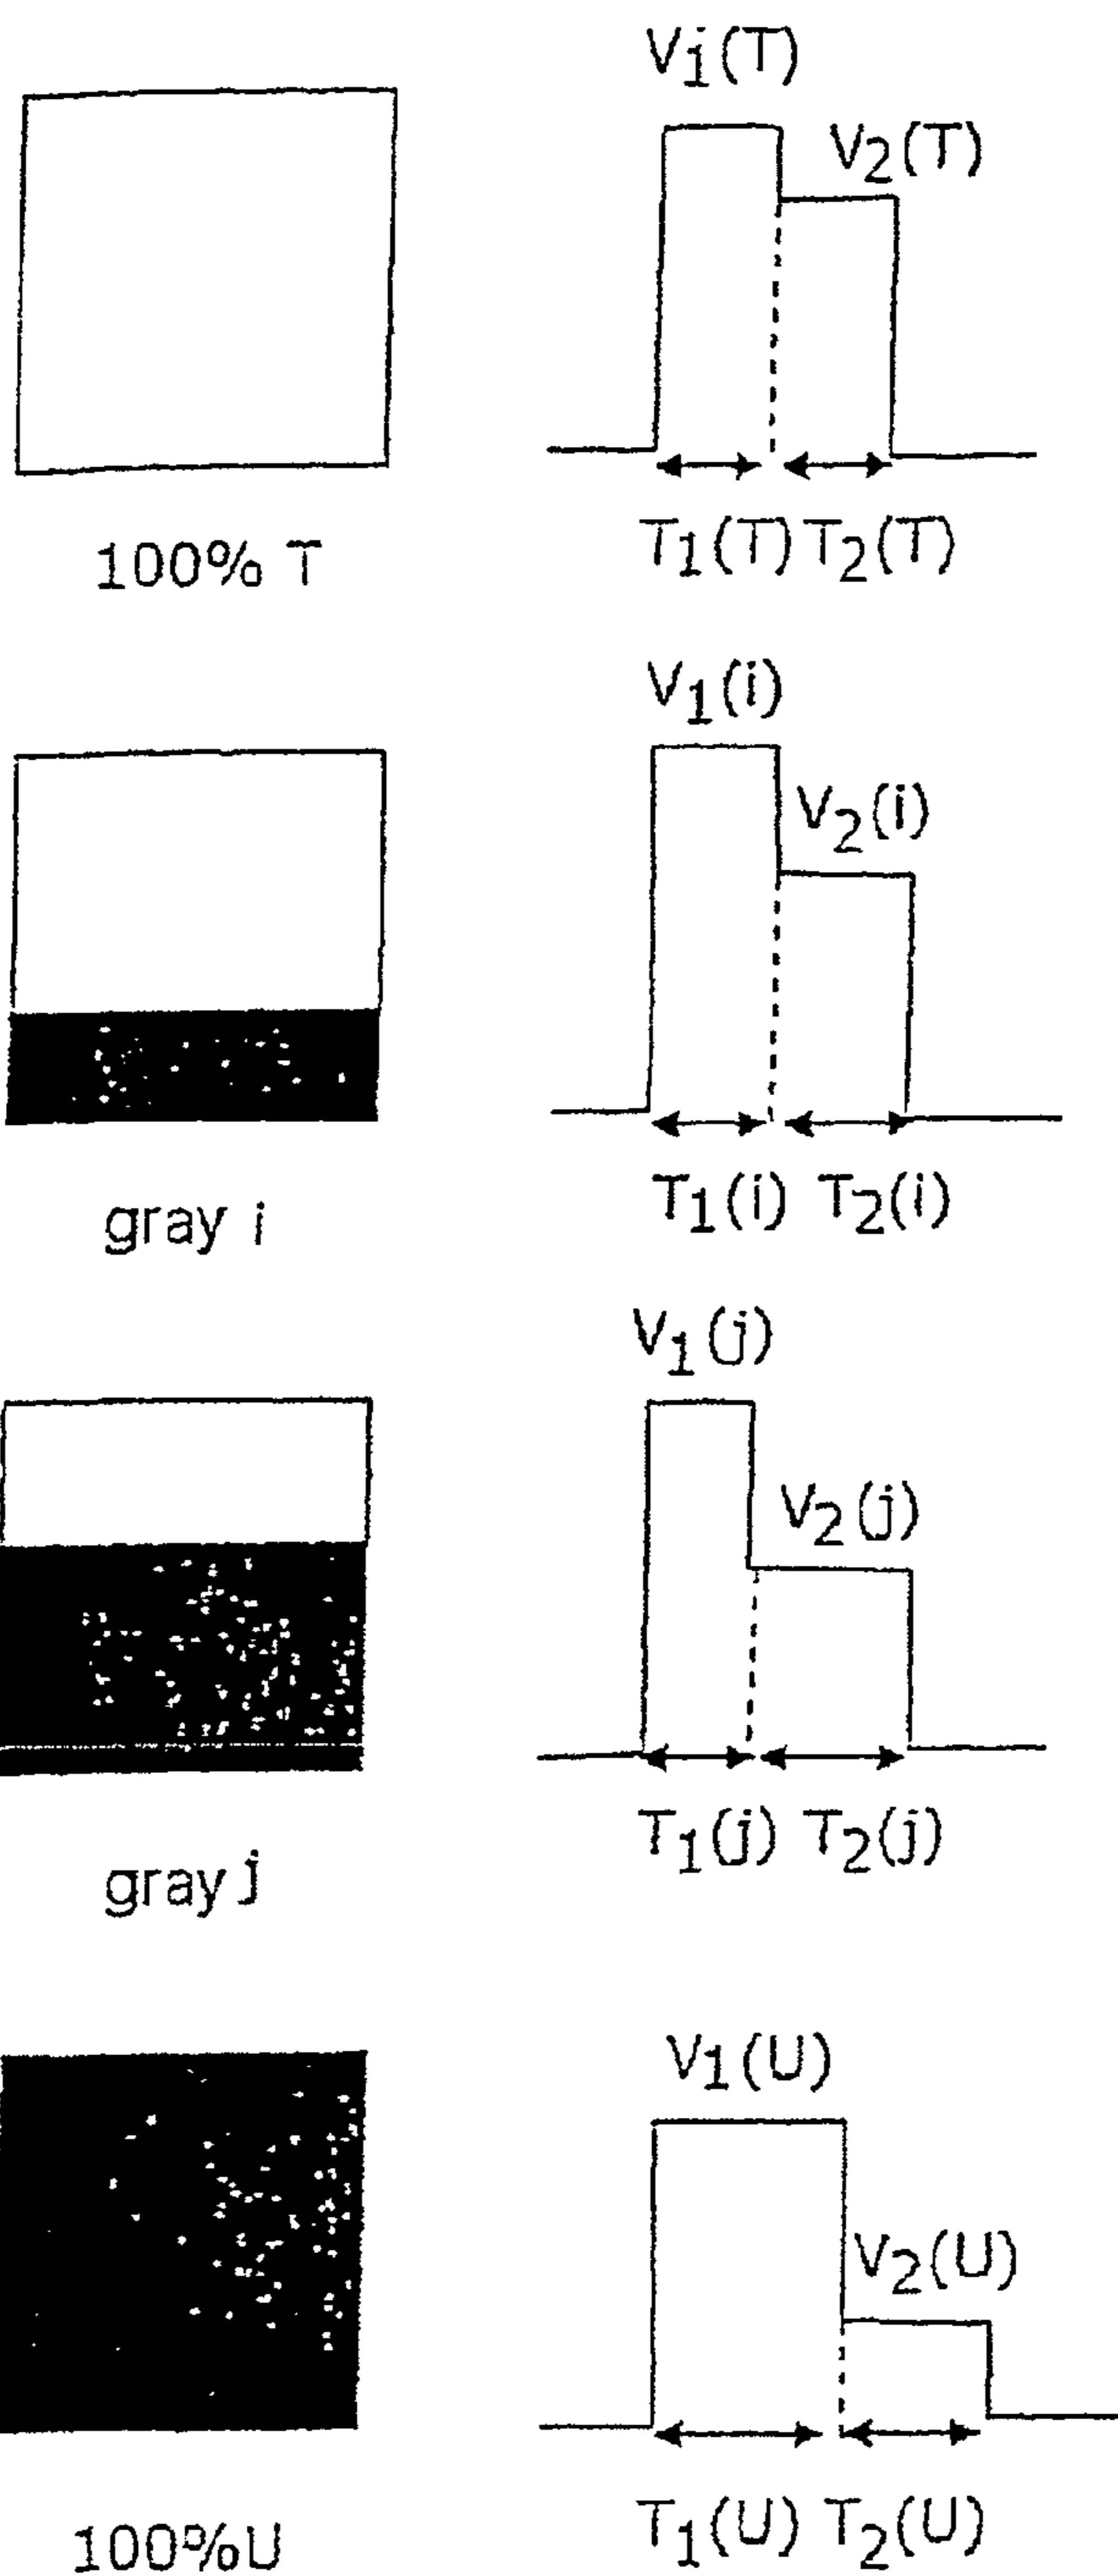 Vi(T)
V2(T)
T1(T) T2(T)
100% T
V1(i)
V2(i)
T1(i) T2(i)
gray i
V1(j)
V2(j)
T1(j) T2(j)
gray j
V1(U)
V2(U)
T1(U) T2(U)
100%U